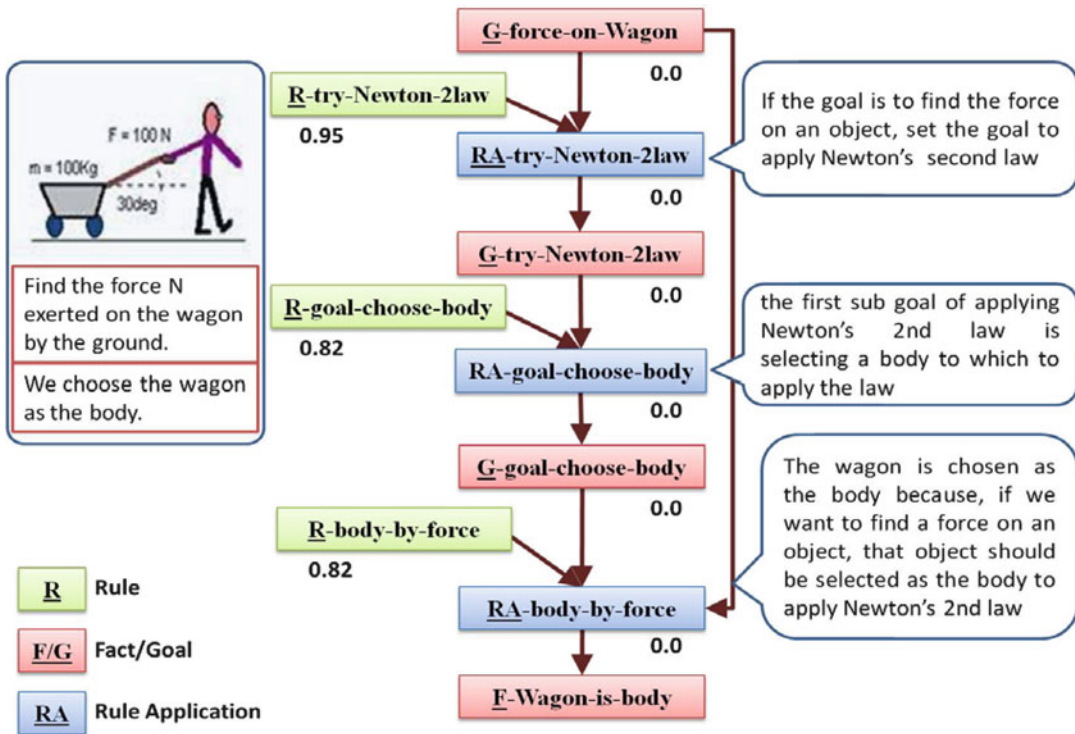 G-force-on-Wagon
0.0
R-try-Newton-2law
0.95
RA-try-Newton-2law
0.0
If the goal is to find the force
on an object, set the goal to
apply Newton's second law
F = 100 N
m = 100Kg
30deg
Find the force N
exerted on the wagon
by the ground.
We choose the wagon
as the body.
G-try-Newton-2law
0.0
R-goal-choose-body
0.82
RA-goal-choose-body
0.0
the first sub goal of applying
Newton's 2nd law is
selecting a body to which to
apply the law
G-goal-choose-body
0.0
R-body-by-force
0.82
RA-body-by-force
0.0
The wagon is chosen as
the body because, if we
want to find a force on an
object, that object should
be selected as the body to
apply Newton's 2nd law
F-Wagon-is-body
R Rule
F/G Fact/Goal
RA Rule Application